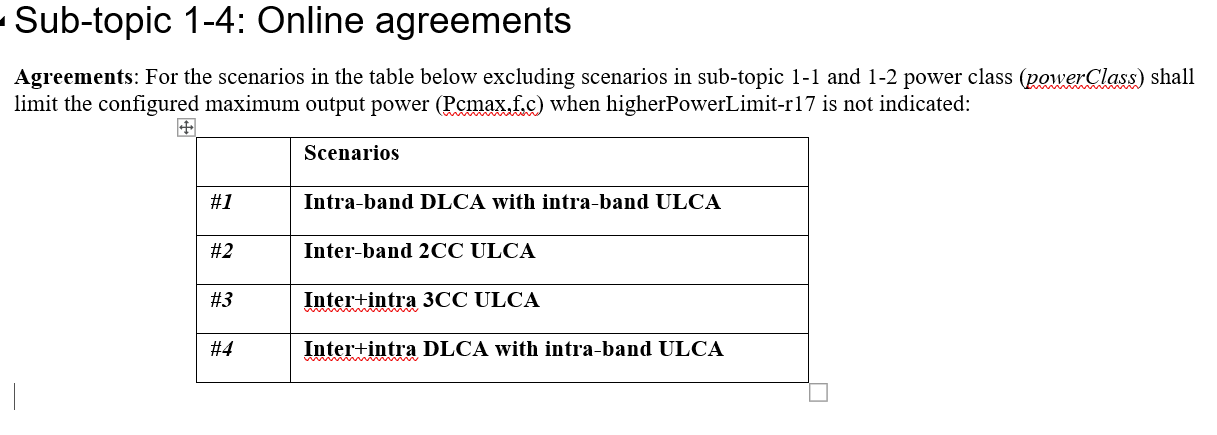 Sub-topic 1-4: Online agreements
Agreements: For the scenarios in the table below excluding scenarios in sub-topic 1-1 and 1-2 power class (powerClass) shall
limit the configured maximum output power (Pcmax,f,c) when higherPowerLimit-r17 is not indicated:
Scenarios
#1 Intra-band DLCA with intra-band ULCA
#2 Inter-band 2CC ULCA
#3 Inter+intra 3CC ULCA
#4 Inter+intra DLCA with intra-band ULCA